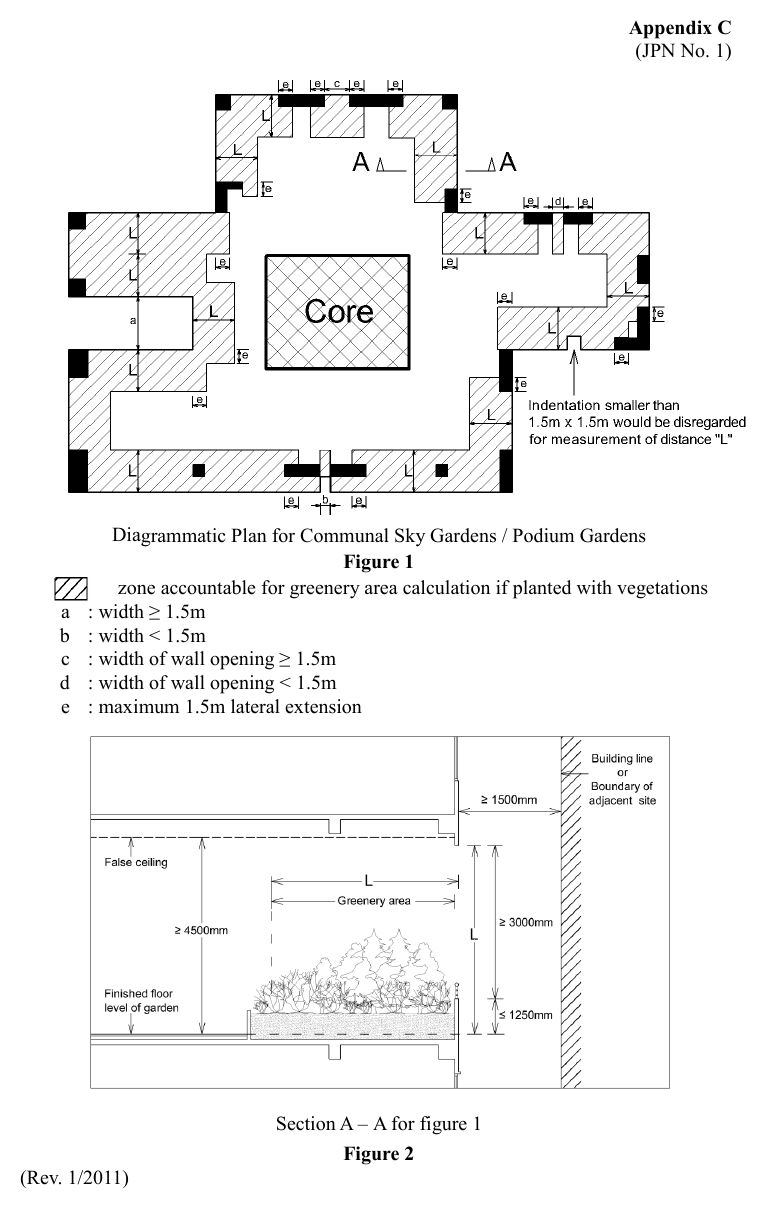 Appendix C
(JPN No. 1)
e e c e e
L
L
A A
L
e
e
e d e
L
L
e
e
e
L
L
a
L
L
e
e
L
e
L
e
e
L
L
L
e b e
Core
Indentation smaller than
1.5m x 1.5m would be disregarded
for measurement of distance "L"
Diagrammatic Plan for Communal Sky Gardens / Podium Gardens
Figure 1
zone accountable for greenery area calculation if planted with vegetations
a : width ≥ 1.5m
b : width < 1.5m
c : width of wall opening ≥ 1.5m
d : width of wall opening < 1.5m
e : maximum 1.5m lateral extension
Building line
or
Boundary of
adjacent site
≥ 1500mm
False ceiling
L
Greenery area
≥ 4500mm
L
≥ 3000mm
Finished floor
level of garden
≤ 1250mm
Section A – A for figure 1
Figure 2
(Rev. 1/2011)